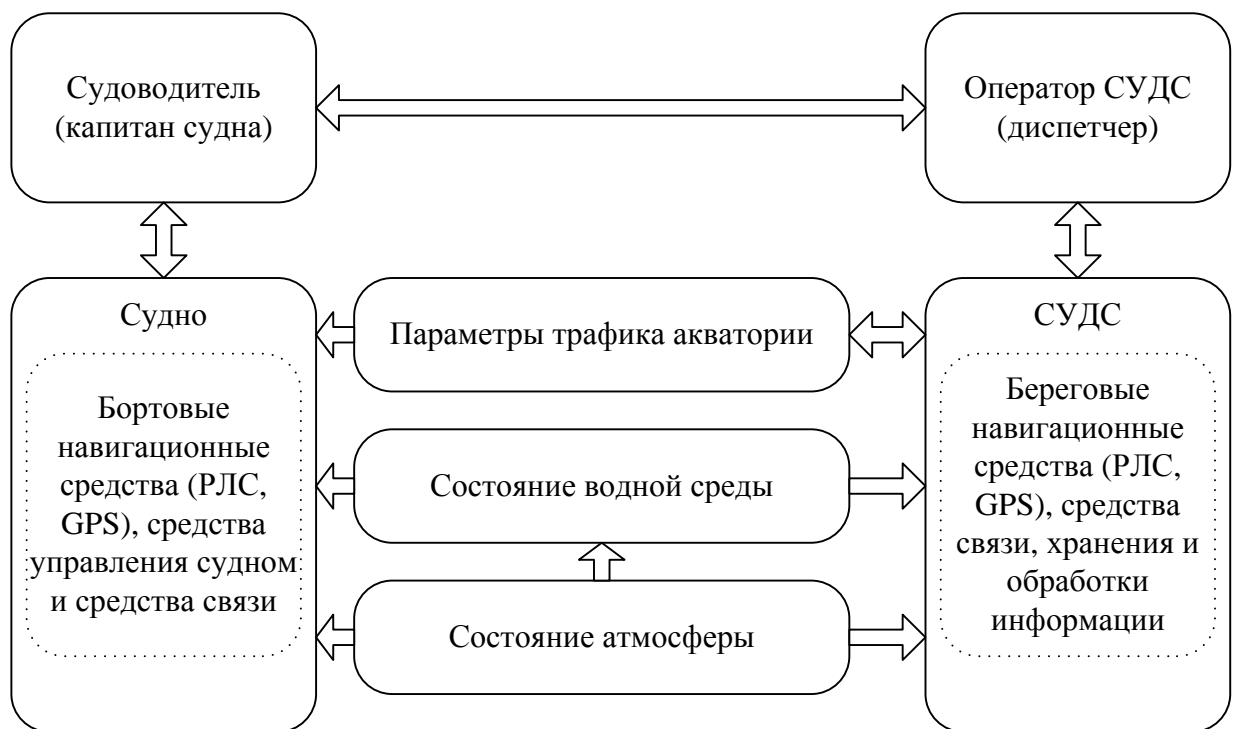 Судоводитель
(капитан судна)
Оператор СУДС
(диспетчер)
Судно
Бортовые
навигационные
средства (РЛС,
GPS), средства
управления судном
и средства связи
Параметры трафика акватории
Состояние водной среды
Состояние атмосферы
СУДС
Береговые
навигационные
средства (РЛС,
GPS), средства
связи, хранения и
обработки
информации